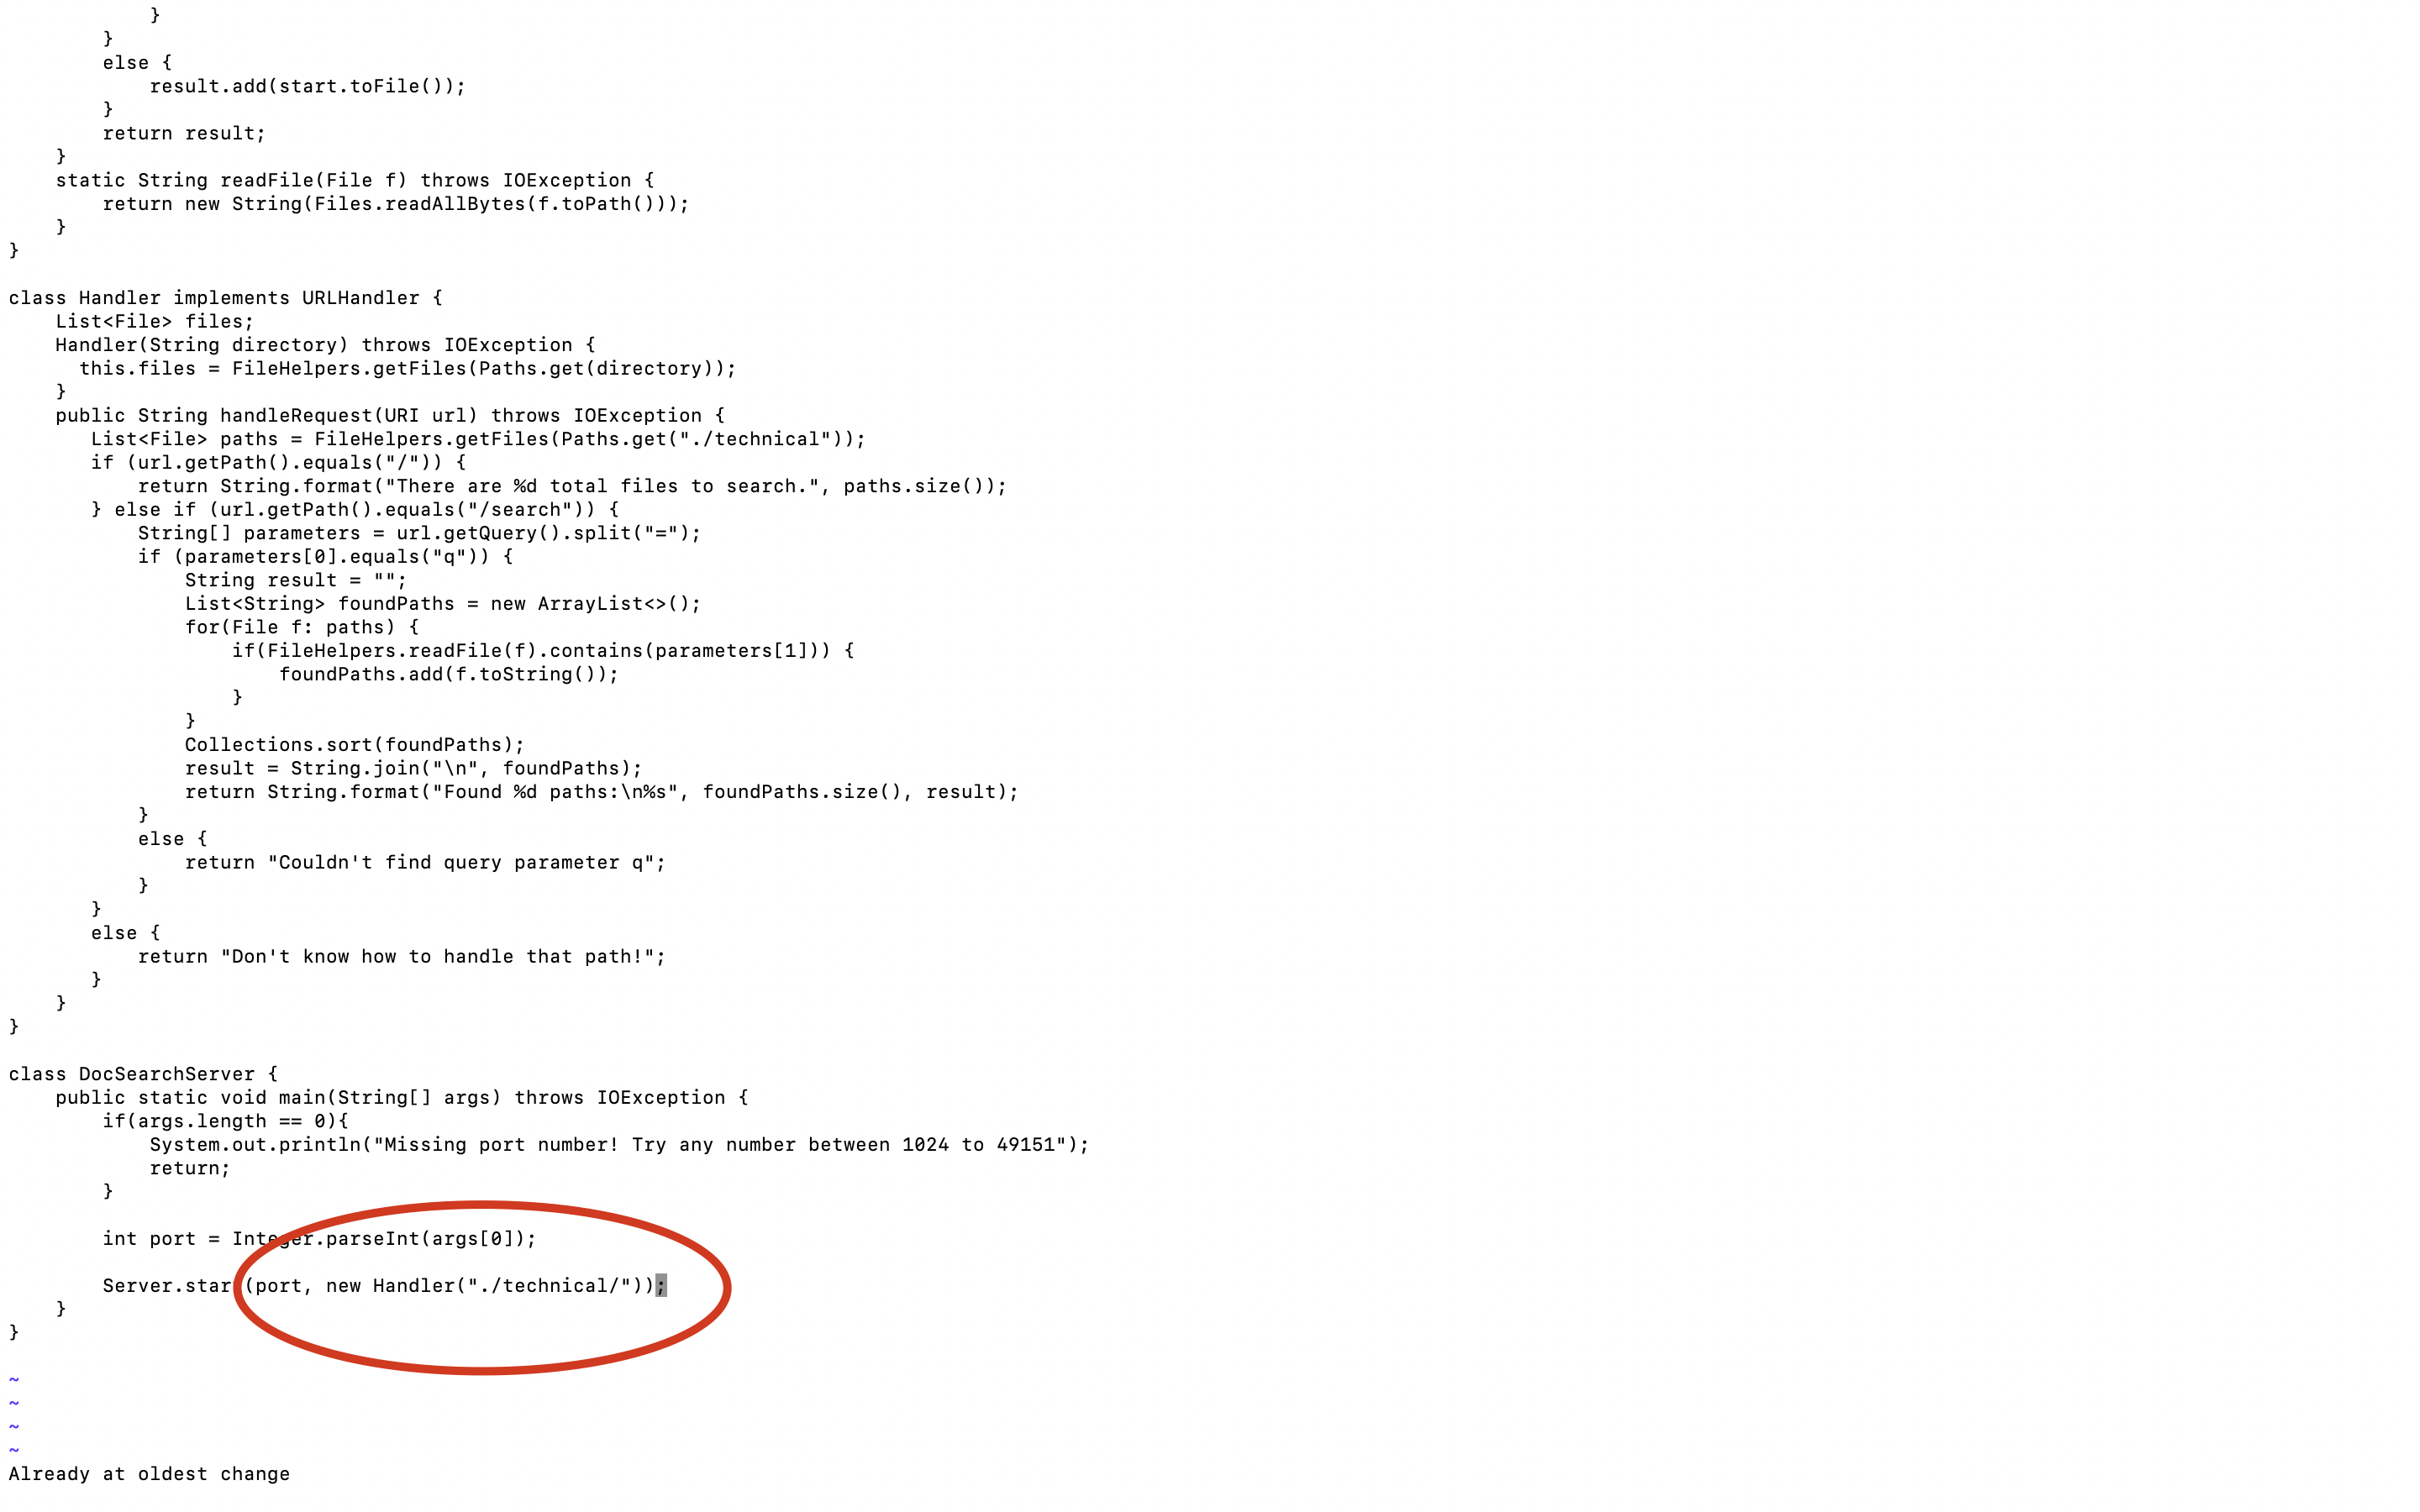 }
        }
        else {
            result.add(start.toFile());
        }
        return result;
    }
    static String readFile(File f) throws IOException {
        return new String(Files.readAllBytes(f.toPath()));
    }
}

class Handler implements URLHandler {
    List<File> files;
    Handler(String directory) throws IOException {
      this.files = FileHelpers.getFiles(Paths.get(directory));
    }
    public String handleRequest(URI url) throws IOException {
       List<File> paths = FileHelpers.getFiles(Paths.get("./technical"));
       if (url.getPath().equals("/")) {
           return String.format("There are %d total files to search.", paths.size());
       } else if (url.getPath().equals("/search")) {
           String[] parameters = url.getQuery().split("=");
           if (parameters[0].equals("q")) {
               String result = "";
               List<String> foundPaths = new ArrayList<>();
               for(File f: paths) {
                   if(FileHelpers.readFile(f).contains(parameters[1])) {
                       foundPaths.add(f.toString());
                   }
               }
               Collections.sort(foundPaths);
               result = String.join("\n", foundPaths);
               return String.format("Found %d paths:\n%s", foundPaths.size(), result);
           }
           else {
               return "Couldn't find query parameter q";
           }
       }
       else {
           return "Don't know how to handle that path!";
       }
    }
}

class DocSearchServer {
    public static void main(String[] args) throws IOException {
        if(args.length == 0){
            System.out.println("Missing port number! Try any number between 1024 to 49151");
            return;
        }

        int port = Integer.parseInt(args[0]);

        Server.start(port, new Handler("./technical/"));
    }
}

~
~
~
~
Already at oldest change